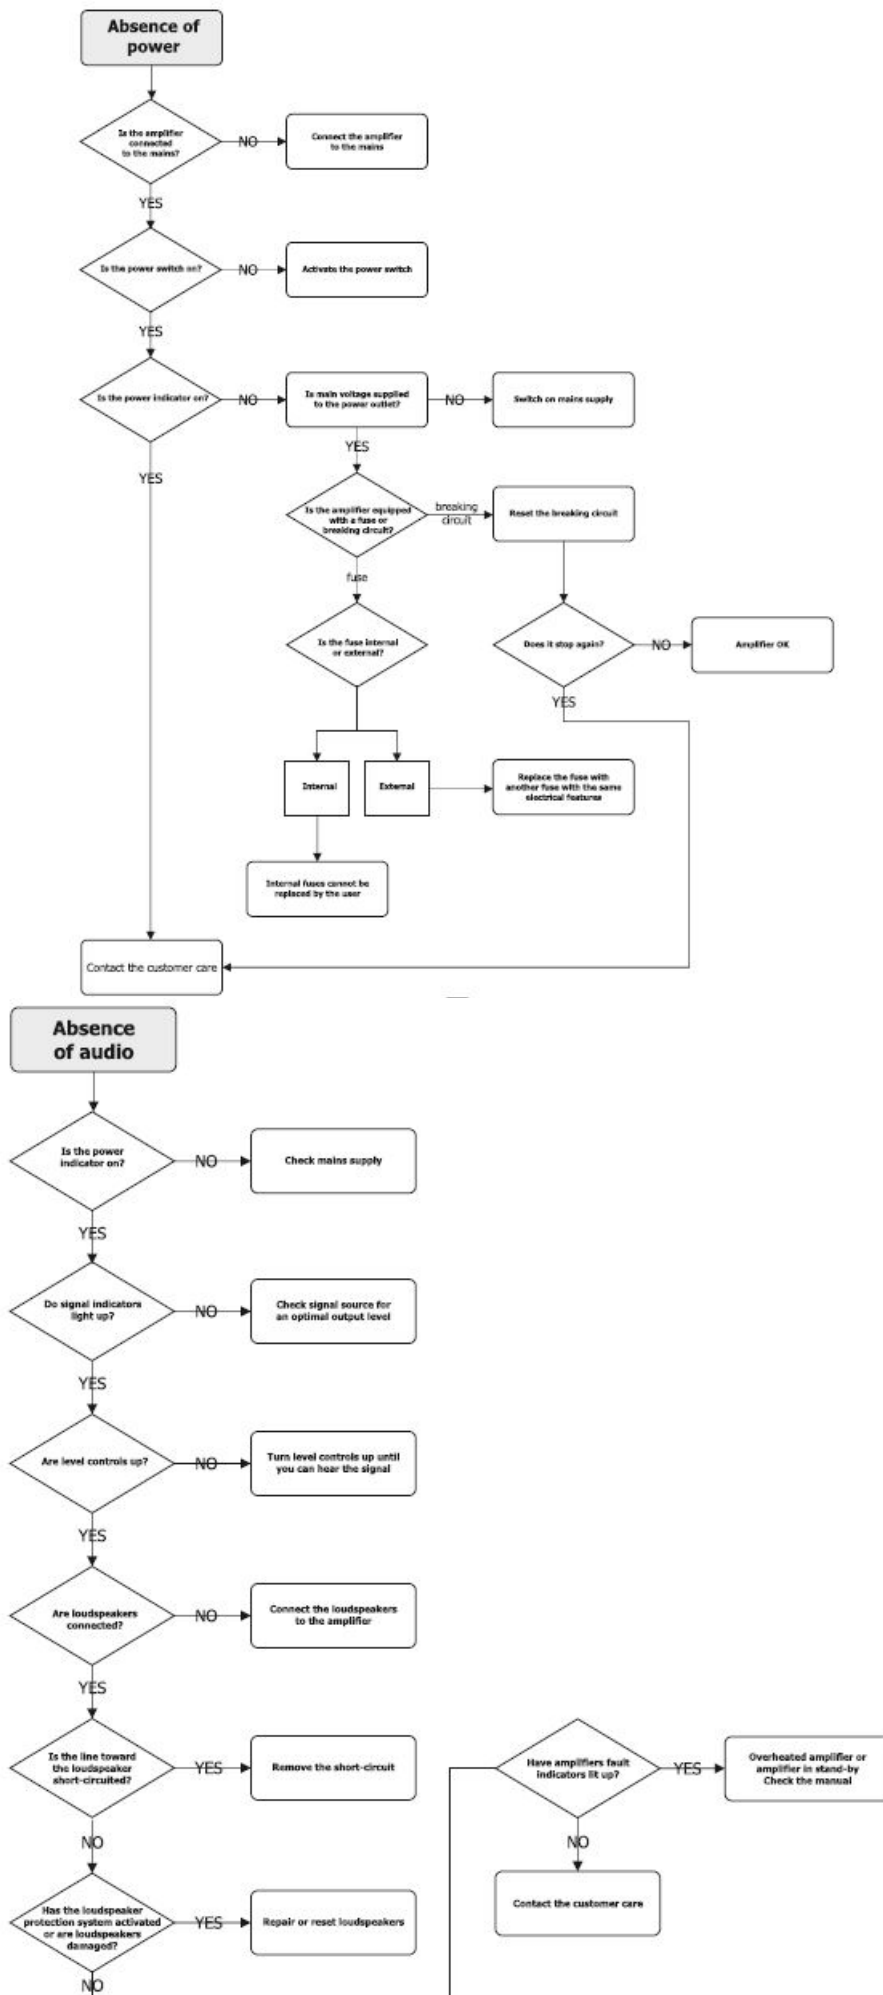 Absence of
power
Is the amplifier
connected
to the mains?
NO
Connect the amplifier
to the mains
YES
Is the power switch on?
NO
Activate the power switch
YES
Is the power indicator on?
NO
Is main voltage supplied
to the power outlet?
NO
Switch on mains supply
YES
YES
Is the amplifier equipped
with a fuse or
breaking circuit?
breaking
circuit
Reset the breaking circuit
fuse
Is the fuse internal
or external?
Does it stop again?
NO
Amplifier OK
YES
Internal
External
Replace the fuse with
another fuse with the same
electrical features
Internal fuses cannot be
replaced by the user
Contact the customer care
Absence
of audio
Is the power
indicator on?
NO
Check mains supply
YES
Do signal indicators
light up?
NO
Check signal source for
an optimal output level
YES
Are level controls up?
NO
Turn level controls up until
you can hear the signal
YES
Are loudspeakers
connected?
NO
Connect the loudspeakers
to the amplifier
YES
Is the line toward
the loudspeaker
short-circuited?
YES
Remove the short-circuit
Have amplifiers fault
indicators lit up?
YES
Overheated amplifier or
amplifier in stand-by
Check the manual
NO
NO
Has the loudspeaker
protection system activated
or are loudspeakers
damaged?
YES
Repair or reset loudspeakers
Contact the customer care
NO